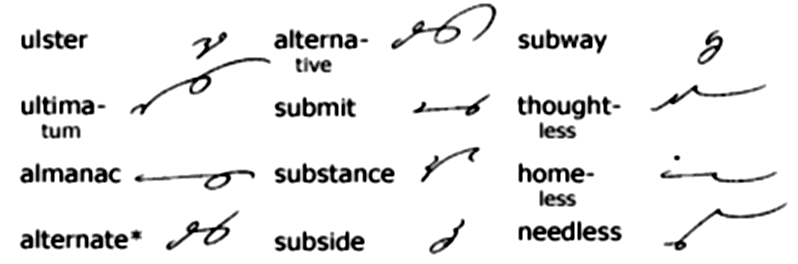 ulster
alterna-
tive
subway
ultima-
tum
submit
thought-
less
almanac
substance
home-
less
alternate*
subside
needless